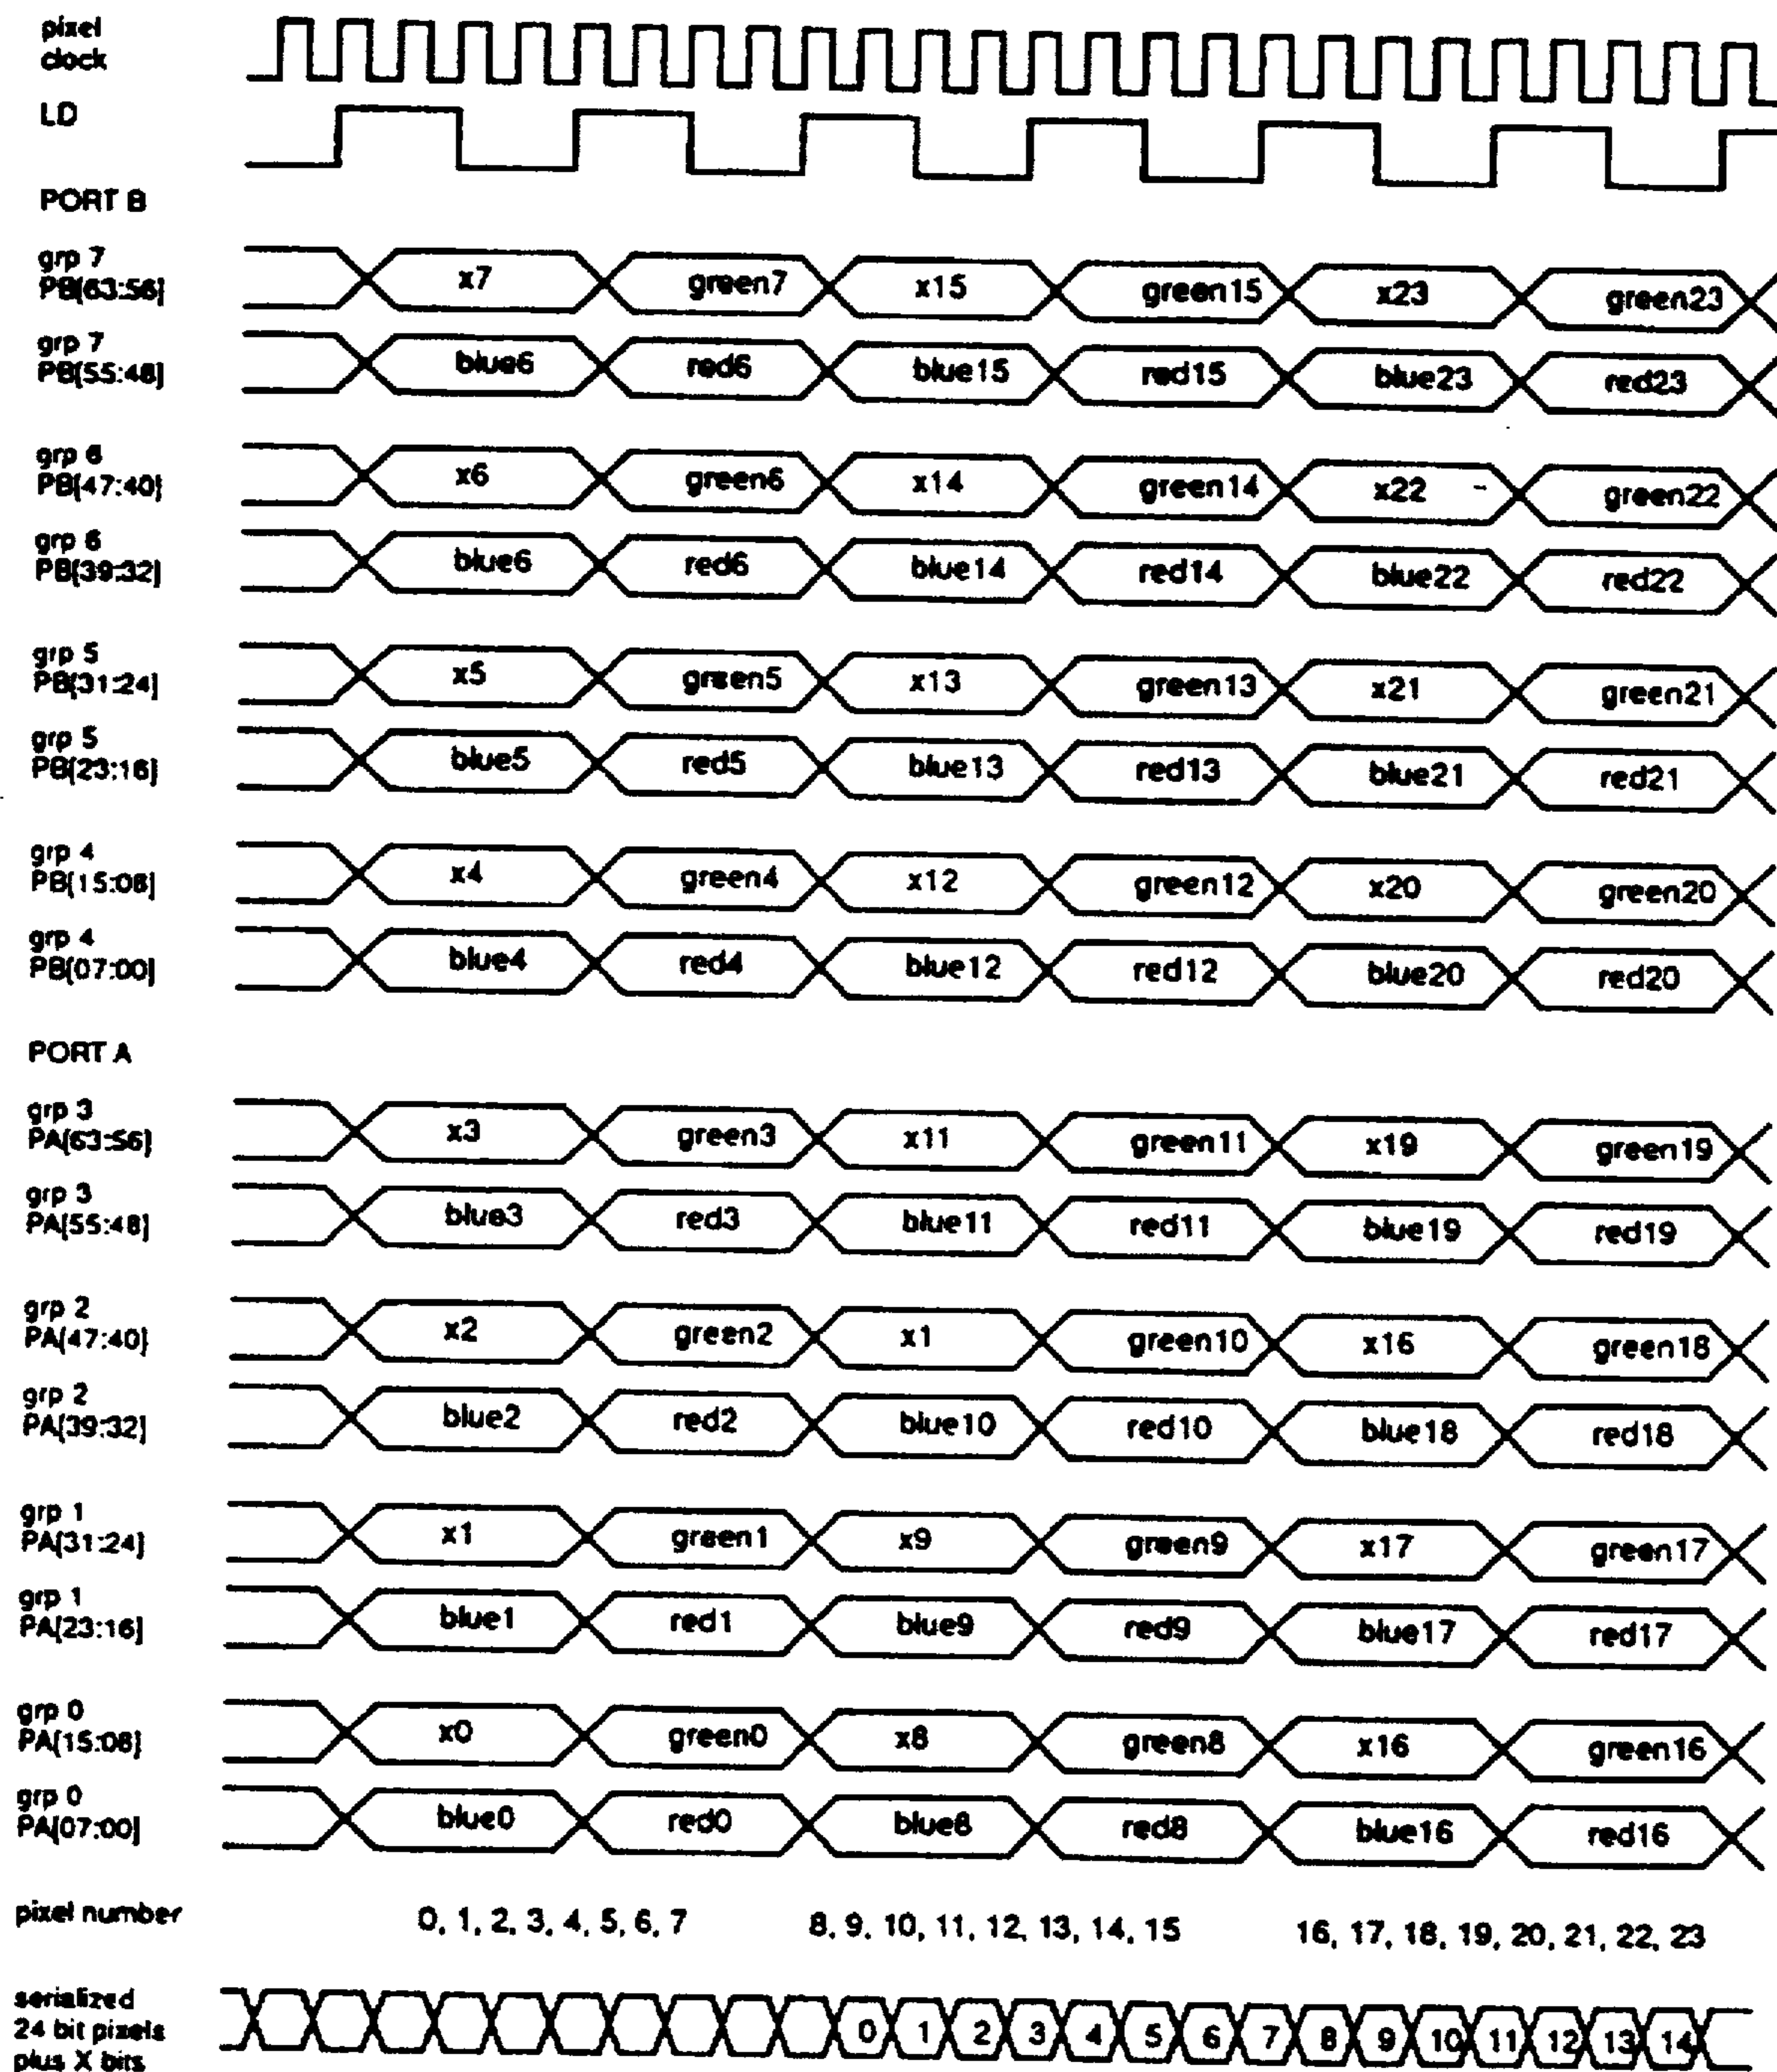 pixel
clock
LD
PORT B
grp 7
PB[63:56]
x7 green7 x15 green15 x23 green23
grp 7
PB[55:48]
blue6 red6 blue15 red15 blue23 red23
grp 6
PB[47:40]
x6 green6 x14 green14 x22 green22
grp 6
PB[39:32]
blue6 red6 blue14 red14 blue22 red22
grp 5
PB[31:24]
x5 green5 x13 green13 x21 green21
grp 5
PB[23:16]
blue5 red5 blue13 red13 blue21 red21
grp 4
PB[15:08]
x4 green4 x12 green12 x20 green20
grp 4
PB[07:00]
blue4 red4 blue12 red12 blue20 red20
PORT A
grp 3
PA[63:56]
x3 green3 x11 green11 x19 green19
grp 3
PA[55:48]
blue3 red3 blue11 red11 blue19 red19
grp 2
PA[47:40]
x2 green2 x1 green10 x16 green18
grp 2
PA[39:32]
blue2 red2 blue10 red10 blue18 red18
grp 1
PA[31:24]
x1 green1 x9 green9 x17 green17
grp 1
PA[23:16]
blue1 red1 blue9 red9 blue17 red17
grp 0
PA[15:08]
x0 green0 x8 green8 x16 green16
grp 0
PA[07:00]
blue0 red0 blue8 red8 blue16 red16
pixel number 0, 1, 2, 3, 4, 5, 6, 7 8, 9, 10, 11, 12, 13, 14, 15 16, 17, 18, 19, 20, 21, 22, 23
serialized
24 bit pixels
plus X bits
0 1 2 3 4 5 6 7 8 9 10 11 12 13 14